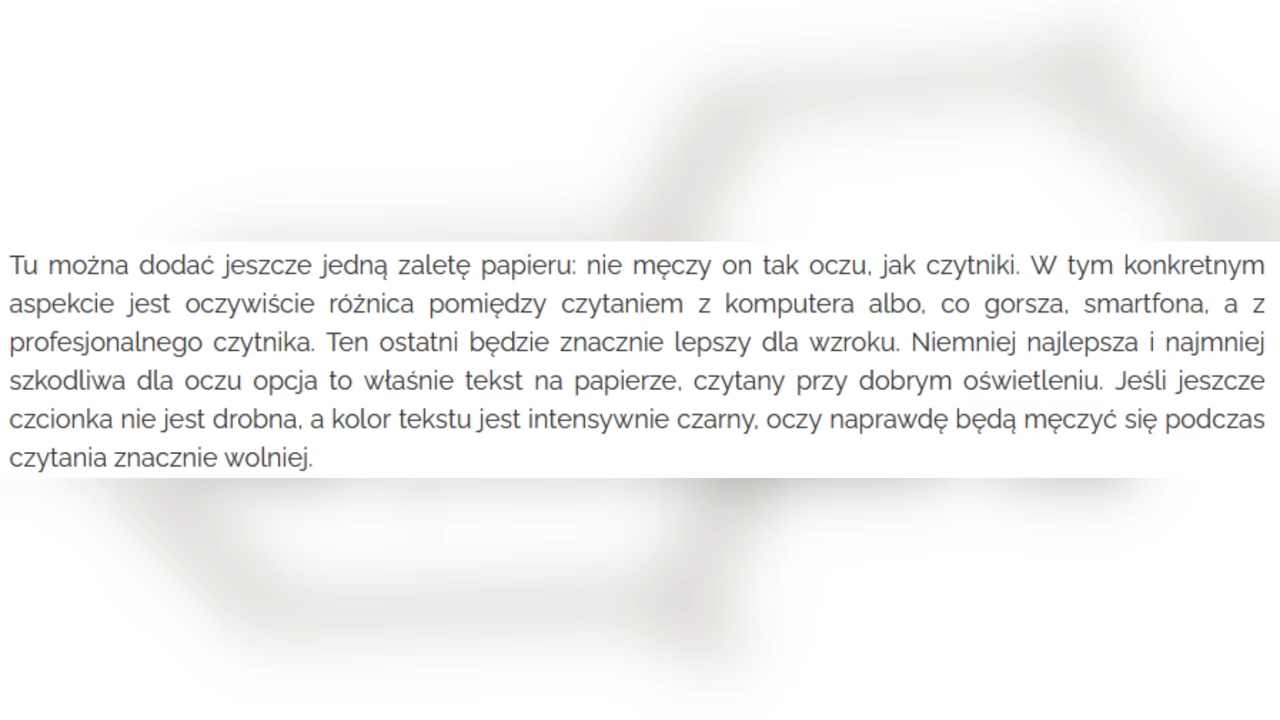 Tu można dodać jeszcze jedną zaletę papieru: nie męczy on tak oczu, jak czytniki. W tym konkretnym
aspekcie jest oczywiście różnica pomiędzy czytaniem z komputera albo, co gorsza, smartfona, a z
profesjonalnego czytnika. Ten ostatni będzie znacznie lepszy dla wzroku. Niemniej najlepsza i najmniej
szkodliwa dla oczu opcja to właśnie tekst na papierze, czytany przy dobrym oświetleniu. Jeśli jeszcze
czcionka nie jest drobna, a kolor tekstu jest intensywnie czarny, oczy naprawdę będą męczyć się podczas
czytania znacznie wolniej.